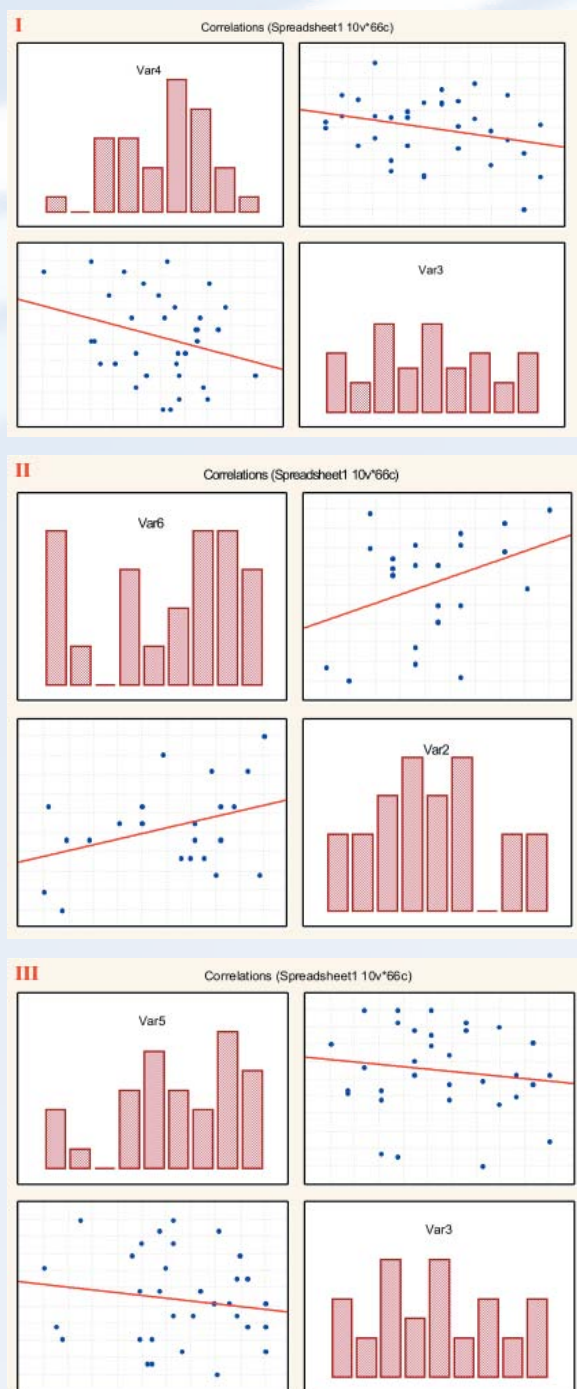 I
Correlations (Spreadsheet1 10v*66c)
Var4
Var3
II
Correlations (Spreadsheet1 10v*66c)
Var6
Var2
III
Correlations (Spreadsheet1 10v*66c)
Var5
Var3